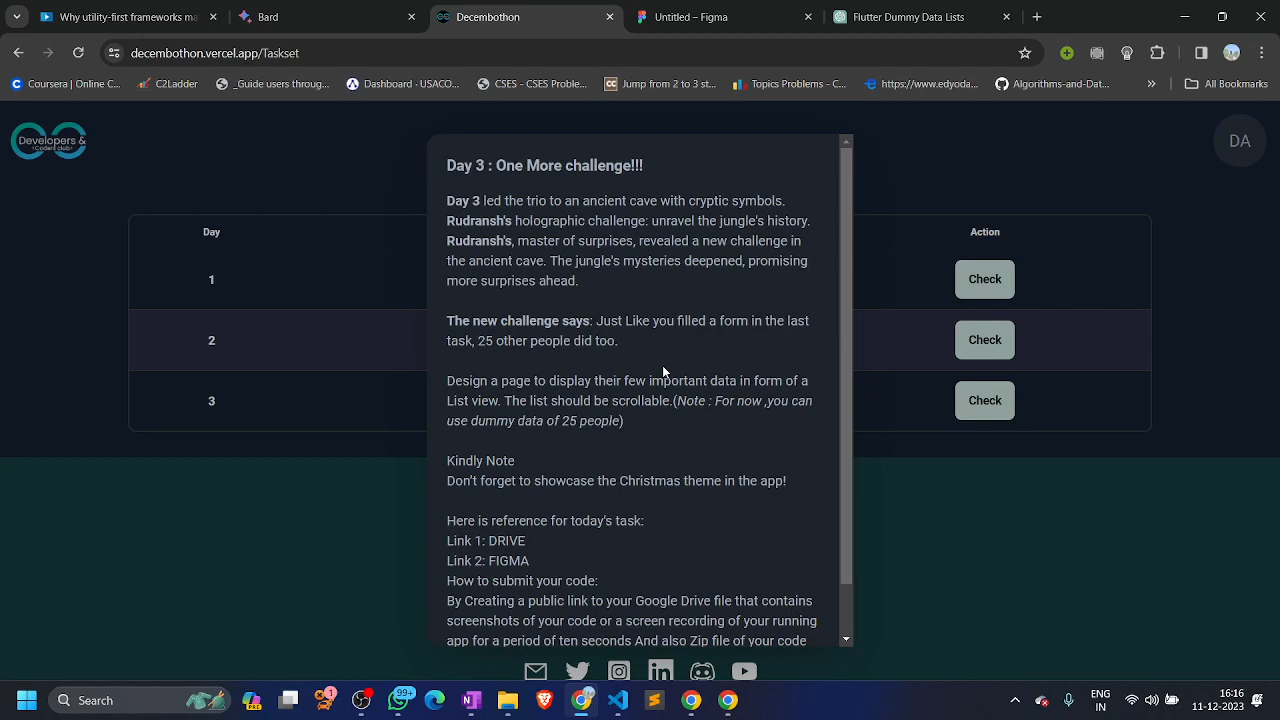 Why utility-first frameworks ma
Bard
Decembothon
Untitled – Figma
Flutter Dummy Data Lists
decembothon.vercel.app/Taskset
Coursera | Online C...
C2Ladder
_Guide users throug...
Dashboard - USACO...
CSES - CSES Proble...
Jump from 2 to 3 st...
Topics Problems - C...
https://www.edyoda...
Algorithms-and-Dat...
All Bookmarks
Developers &
<Coders club>
DA
Day 3 : One More challenge!!!
Day 3 led the trio to an ancient cave with cryptic symbols.
Rudransh's holographic challenge: unravel the jungle's history.
Rudransh's, master of surprises, revealed a new challenge in
the ancient cave. The jungle's mysteries deepened, promising
more surprises ahead.
The new challenge says: Just Like you filled a form in the last
task, 25 other people did too.
Design a page to display their few important data in form of a
List view. The list should be scrollable.(Note : For now ,you can
use dummy data of 25 people)
Kindly Note
Don't forget to showcase the Christmas theme in the app!
Here is reference for today's task:
Link 1: DRIVE
Link 2: FIGMA
How to submit your code:
By Creating a public link to your Google Drive file that contains
screenshots of your code or a screen recording of your running
app for a period of ten seconds And also Zip file of your code
Day
Action
1
Check
2
Check
3
Check
Search
PRE
1
99+
N
ENG
IN
16:16
11-12-2023